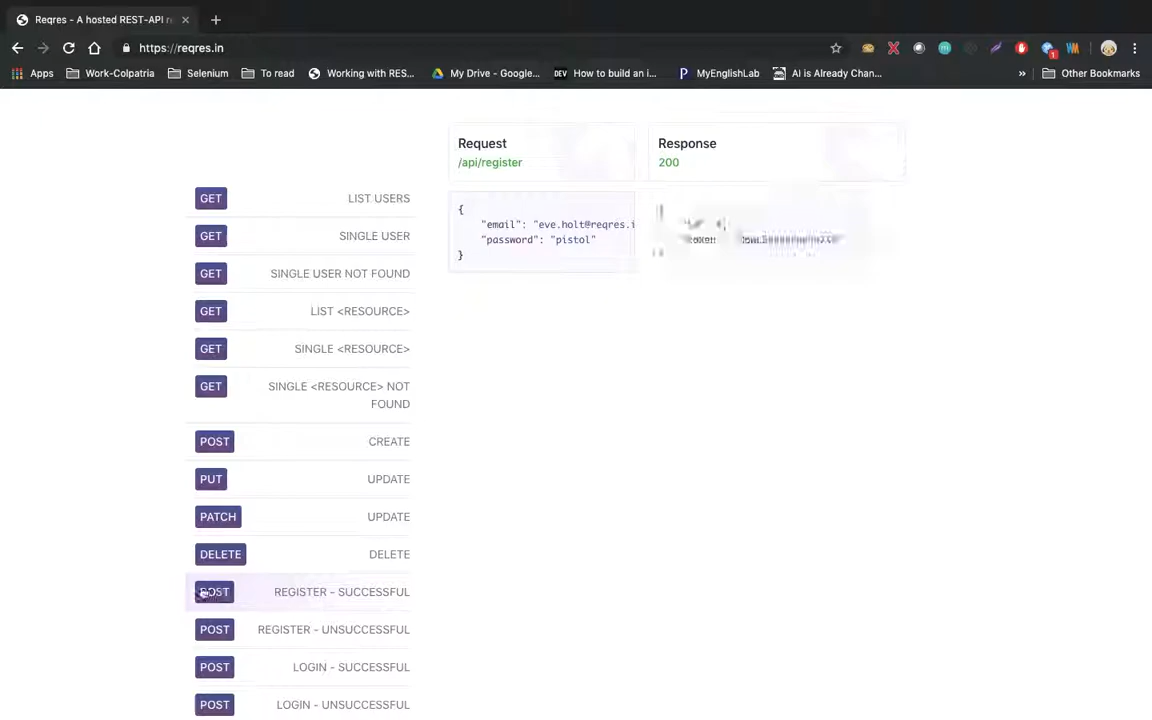 Reqres - A hosted REST-API r
https://reqres.in
Apps Work-Colpatria Selenium To read Working with RES... My Drive - Google... DEV How to build an i... MyEnglishLab AI is Already Chan... » Other Bookmarks
Request
/api/register
Response
200
{
"email": "eve.holt@reqres.i
"password": "pistol"
}
GET LIST USERS
GET SINGLE USER
GET SINGLE USER NOT FOUND
GET LIST <RESOURCE>
GET SINGLE <RESOURCE>
GET SINGLE <RESOURCE> NOT
FOUND
POST CREATE
PUT UPDATE
PATCH UPDATE
DELETE DELETE
POST REGISTER - SUCCESSFUL
POST REGISTER - UNSUCCESSFUL
POST LOGIN - SUCCESSFUL
POST LOGIN - UNSUCCESSFUL